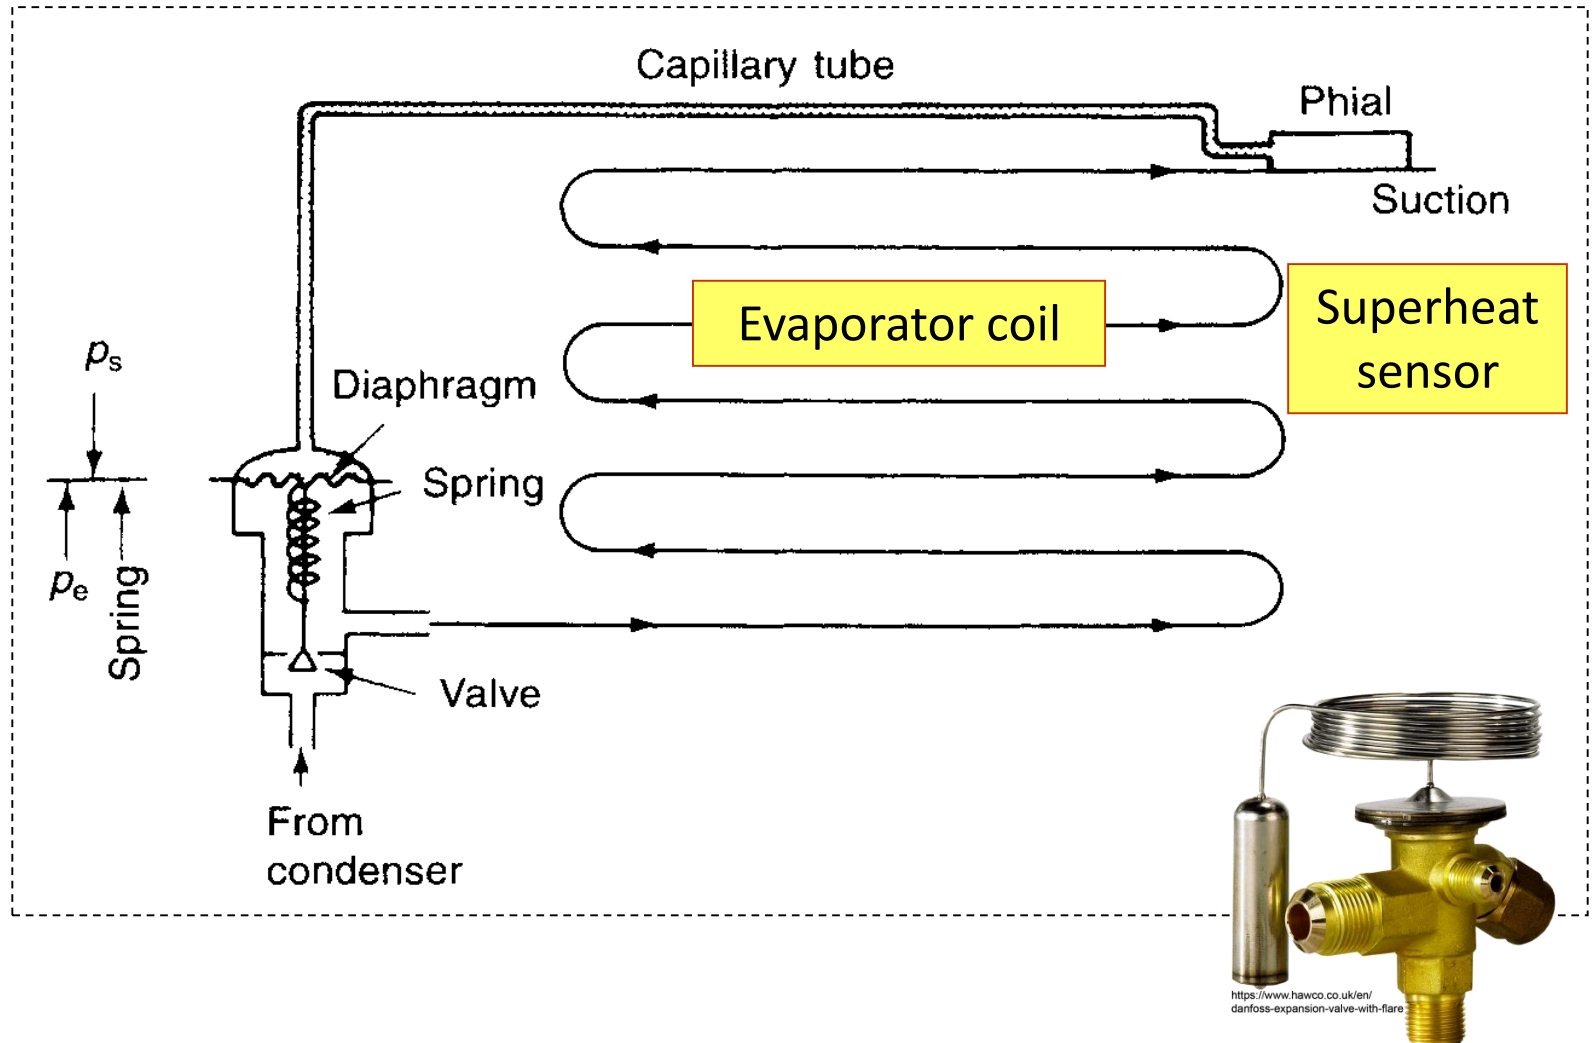 Capillary tube
Phial
Suction
Evaporator coil
Superheat
sensor
ps
Diaphragm
Spring
pe
Spring
Valve
From
condenser
https://www.hawco.co.uk/en/
danfoss-expansion-valve-with-flare